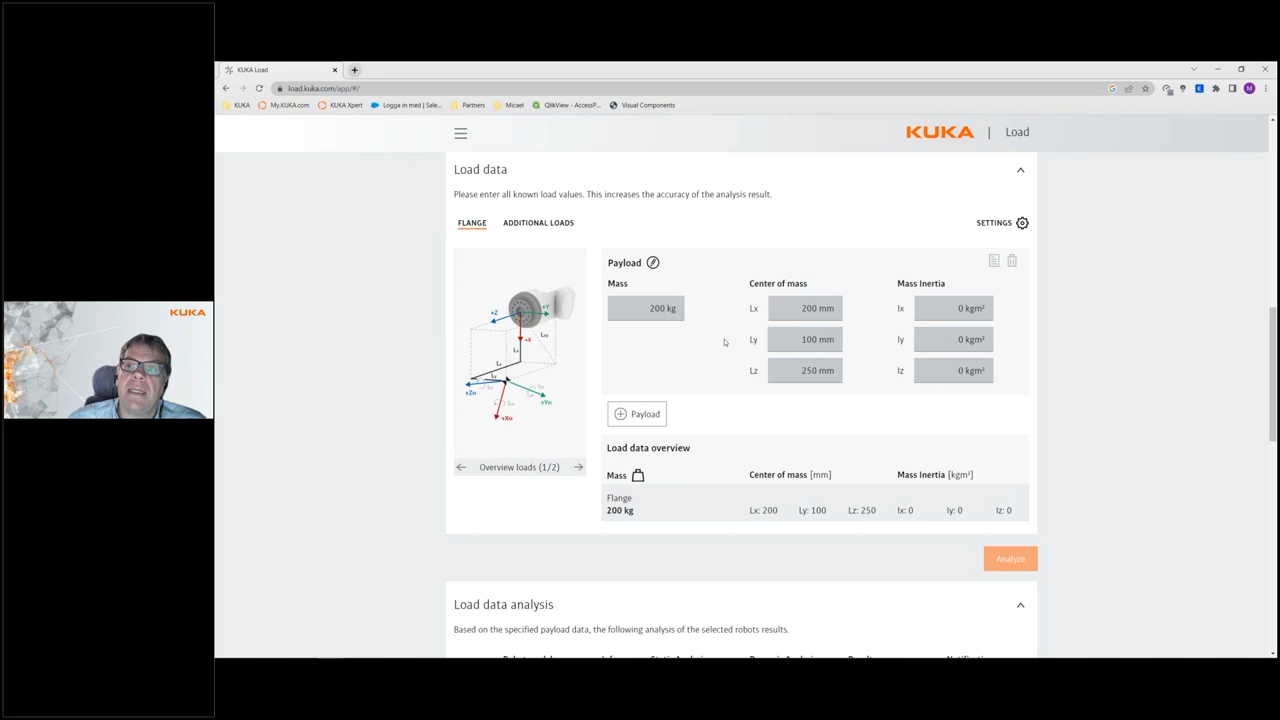 KUKA Load
load.kuka.com/app/#/
KUKA My.KUKA.com KUKA Xpert Logga in med | Sale... Partners Micael QlikView - AccessP... Visual Components
M
KUKA | Load
Load data
Please enter all known load values. This increases the accuracy of the analysis result.
FLANGE ADDITIONAL LOADS SETTINGS
Payload
Mass Center of mass Mass Inertia
200 kg Lx 200 mm Ix 0 kgm²
Ly 100 mm Iy 0 kgm²
Lz 250 mm Iz 0 kgm²
+Z +Y
+X
Lxy
+ZH
+YH
+XH
Overview loads (1/2)
Payload
Load data overview
Mass Center of mass [mm] Mass Inertia [kgm²]
Flange
200 kg Lx: 200 Ly: 100 Lz: 250 Ix: 0 Iy: 0 Iz: 0
Analyze
Load data analysis
Based on the specified payload data, the following analysis of the selected robots results.
KUKA